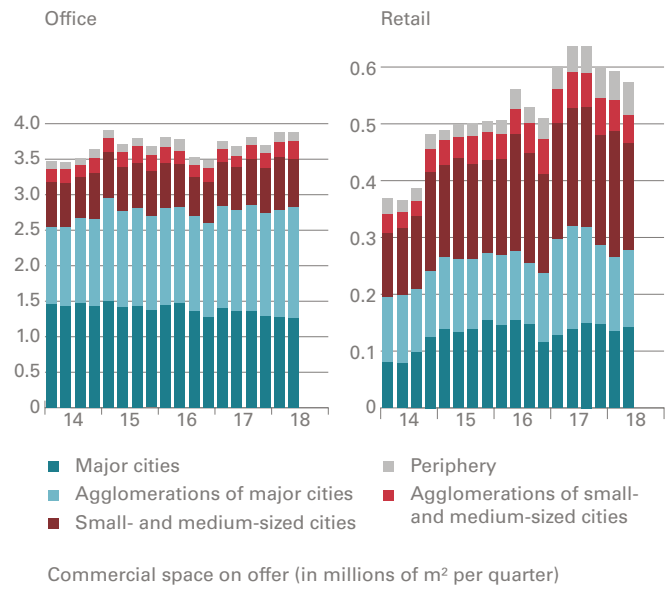 Office
4.0
3.5
3.0
2.5
2.0
1.5
1.0
0.5
0
14 15 16 17 18
Retail
0.6
0.5
0.4
0.3
0.2
0.1
0
14 15 16 17 18
Major cities
Agglomerations of major cities
Small- and medium-sized cities
Periphery
Agglomerations of small-
and medium-sized cities
Commercial space on offer (in millions of m² per quarter)